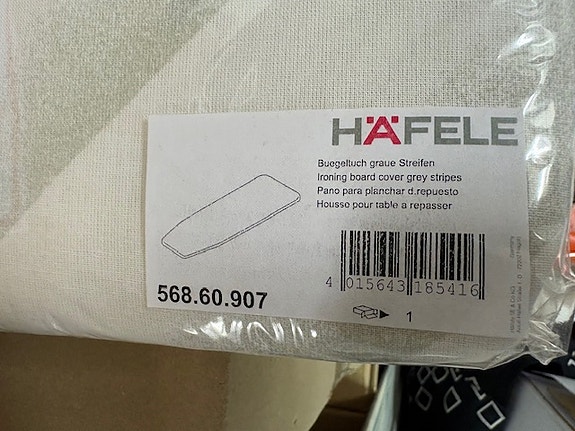 HÄFELE
Buegeltuch graue Streifen
Ironing board cover grey stripes
Pano para planchar d.repuesto
Housse pour table a repasser
4 015643 185416
568.60.907
1